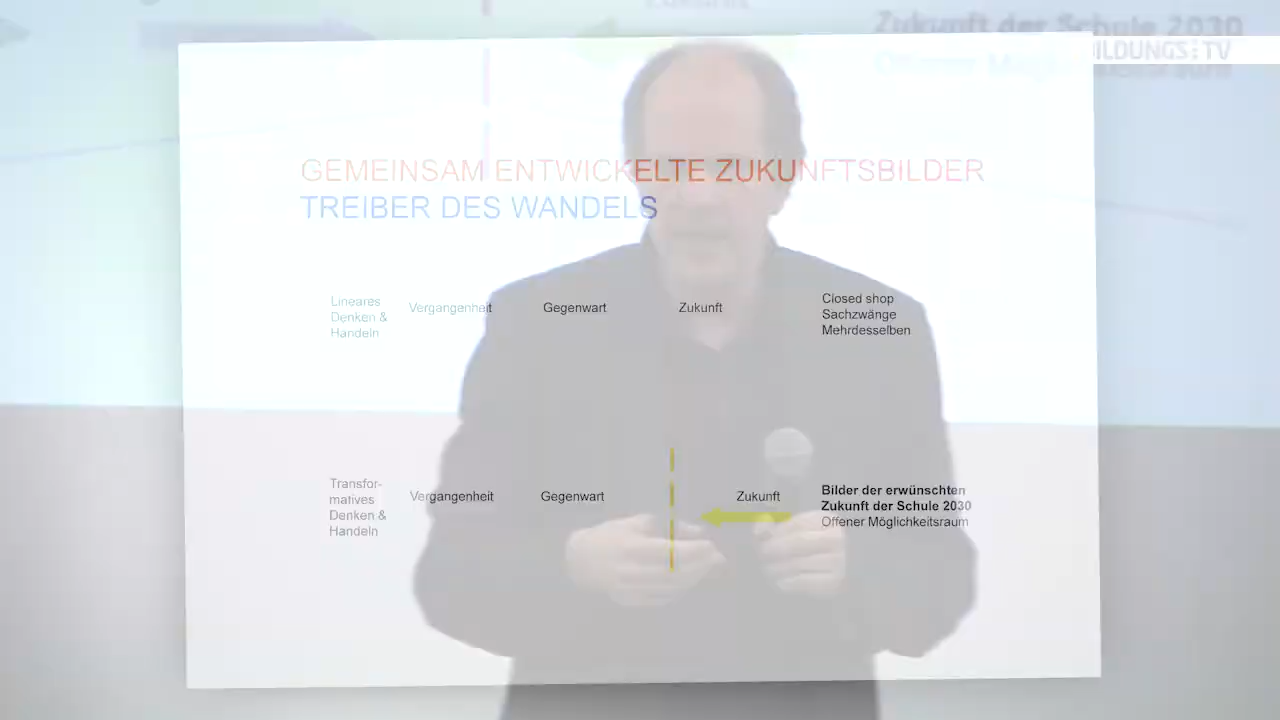 Zukunft
Zukunft der Schule 2030
BILDUNGS:TV
GEMEINSAM ENTWICKELTE ZUKUNFTSBILDER
TREIBER DES WANDELS
Lineares
Denken &
Handeln
Vergangenheit
Gegenwart
Zukunft
Closed shop
Sachzwänge
Mehrdesselben
Transfor-
matives
Denken &
Handeln
Vergangenheit
Gegenwart
Zukunft
Bilder der erwünschten
Zukunft der Schule 2030
Offener Möglichkeitsraum